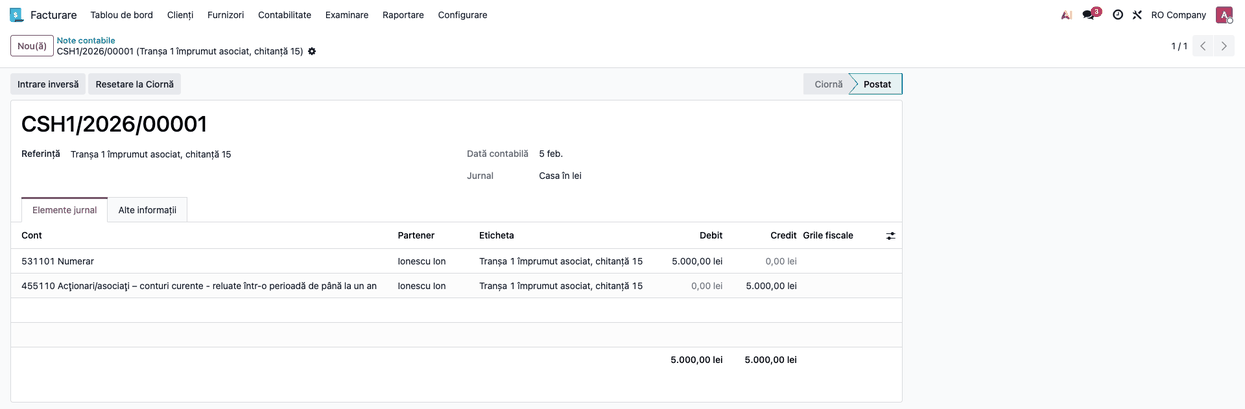 Facturare Tablou de bord Clienți Furnizori Contabilitate Examinare Raportare Configurare AI 3 RO Company A
Nou(ă)
Note contabile
CSH1/2026/00001 (Tranșa 1 împrumut asociat, chitanță 15)
1 / 1
Intrare inversă Resetare la Ciornă Ciornă Postat
CSH1/2026/00001
Referință Tranșa 1 împrumut asociat, chitanță 15 Dată contabilă 5 feb.
Jurnal Casa în lei
Elemente jurnal Alte informații
Cont Partener Eticheta Debit Credit Grile fiscale
531101 Numerar Ionescu Ion Tranșa 1 împrumut asociat, chitanță 15 5.000,00 lei 0,00 lei
455110 Acţionari/asociaţi – conturi curente - reluate într-o perioadă de până la un an Ionescu Ion Tranșa 1 împrumut asociat, chitanță 15 0,00 lei 5.000,00 lei
5.000,00 lei 5.000,00 lei